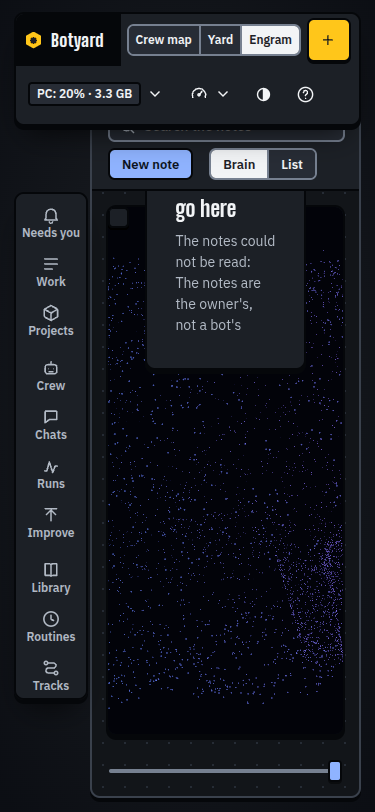 Botyard
Crew map Yard Engram
PC: 20% · 3.3 GB
New note Brain List
go here
The notes could
not be read:
The notes are
the owner's,
not a bot's
Needs you
Work
Projects
Crew
Chats
Runs
Improve
Library
Routines
Tracks